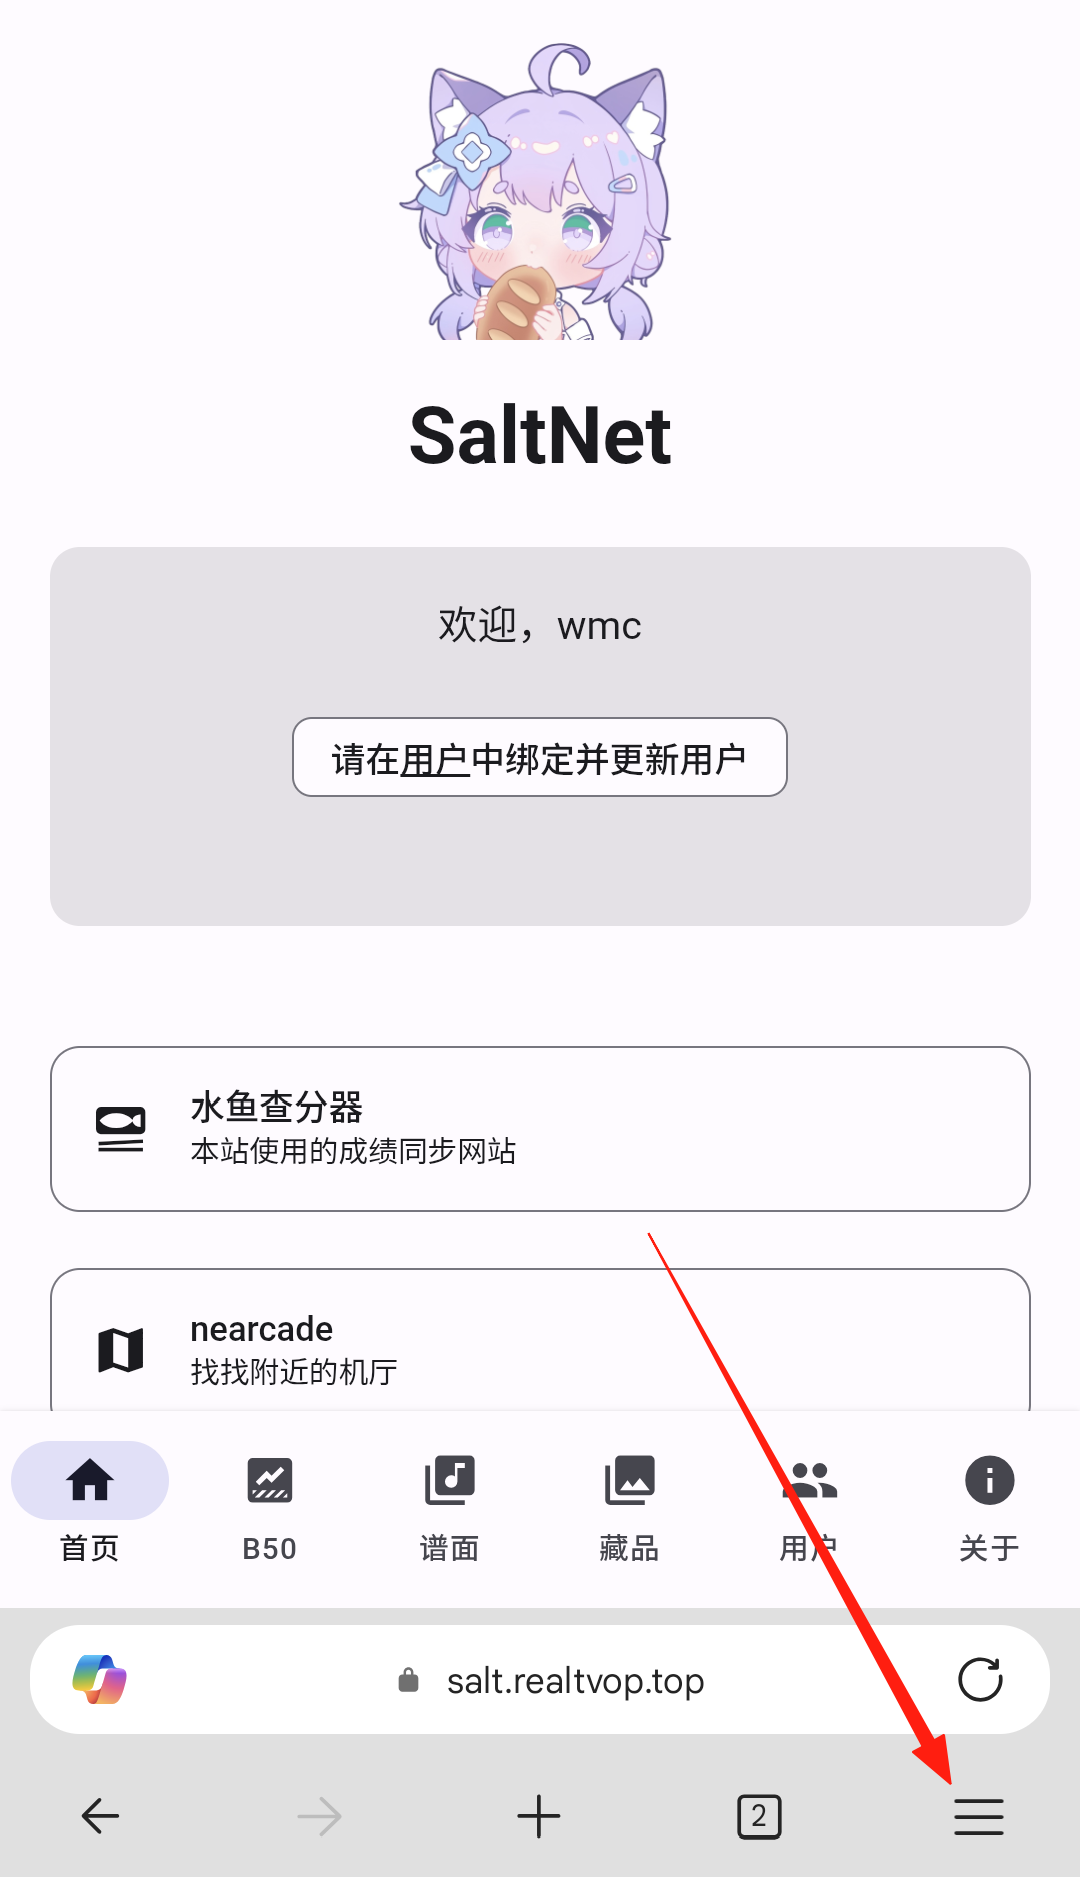 SaltNet
欢迎，wmc
请在用户中绑定并更新用户
水鱼查分器
本站使用的成绩同步网站
nearcade
找找附近的机厅
首页
B50
谱面
藏品
用户
关于
salt.realtvop.top
2